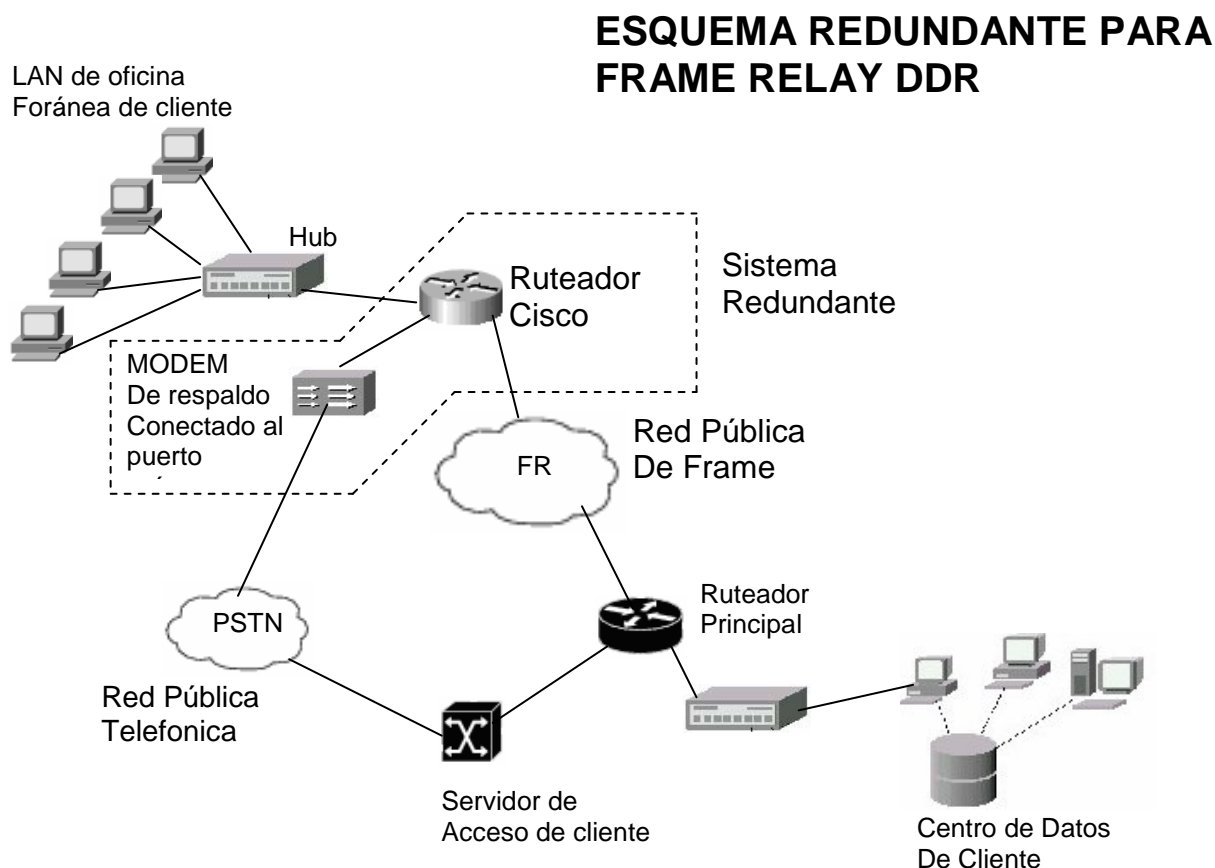 ESQUEMA REDUNDANTE PARA
FRAME RELAY DDR
LAN de oficina
Foránea de cliente
Hub
Ruteador
Cisco
Sistema
Redundante
MODEM
De respaldo
Conectado al
puerto
FR
Red Pública
De Frame
PSTN
Red Pública
Telefonica
Ruteador
Principal
Servidor de
Acceso de cliente
Centro de Datos
De Cliente